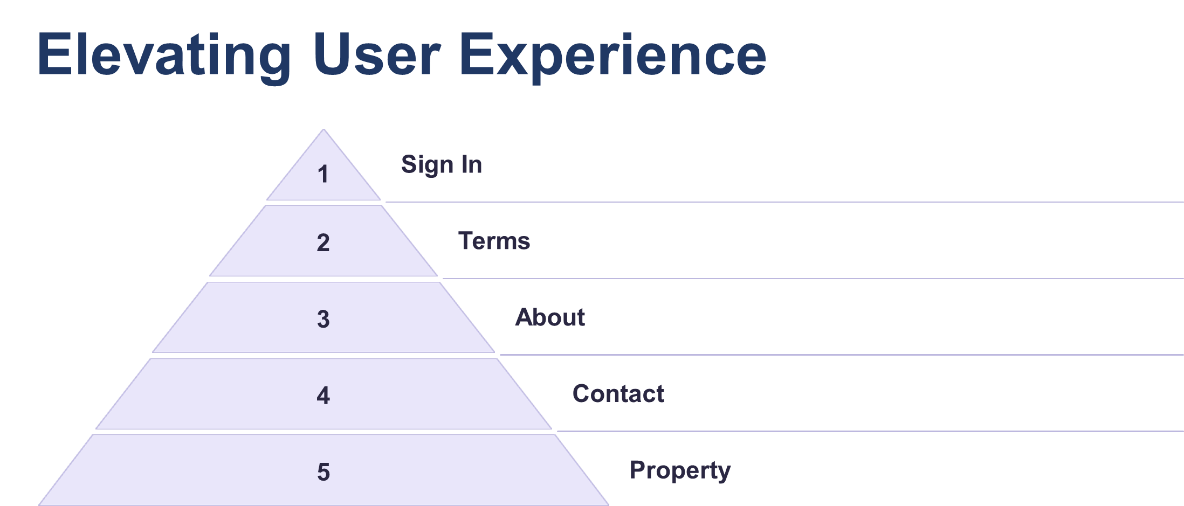 Elevating User Experience
1 Sign In
2 Terms
3 About
4 Contact
5 Property